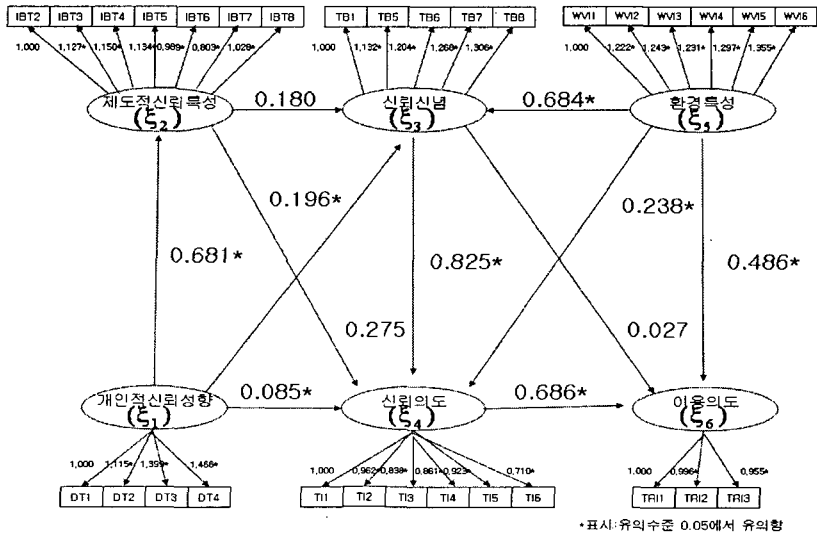 IBT2 IBT3 IBT4 IBT5 IBT6 IBT7 IBT8 TB1 TB5 TB6 TB7 TB8 WVI1 WVI2 WVI3 WVI4 WVI5 WVI6
1,000 1,127* 1,150* 1,134* 0,989* 0,803* 1,028* 1,000 1,132* 1,204* 1,268* 1,306* 1,000 1,222* 1,243* 1,231* 1,297* 1,355*
제도적신뢰특성 0.180 신뢰신념 0.684* 환경특성
(ξ2) (ξ3) (ξ5)
0.196* 0.238*
0.681* 0.825* 0.486*
0.275 0.027
개인적신뢰성향 0.085* 신뢰의도 0.686* 이용의도
(ξ1) (ξ4) (ξ6)
1,000 1,115* 1,399* 1,466* 1,000 0,962* 0,838* 0,861* 0,923* 0,710* 1,000 0,996* 0,955*
DT1 DT2 DT3 DT4 TI1 TI2 TI3 TI4 TI5 TI6 TRI1 TRI2 TRI3
*표시:유의수준 0.05에서 유의함